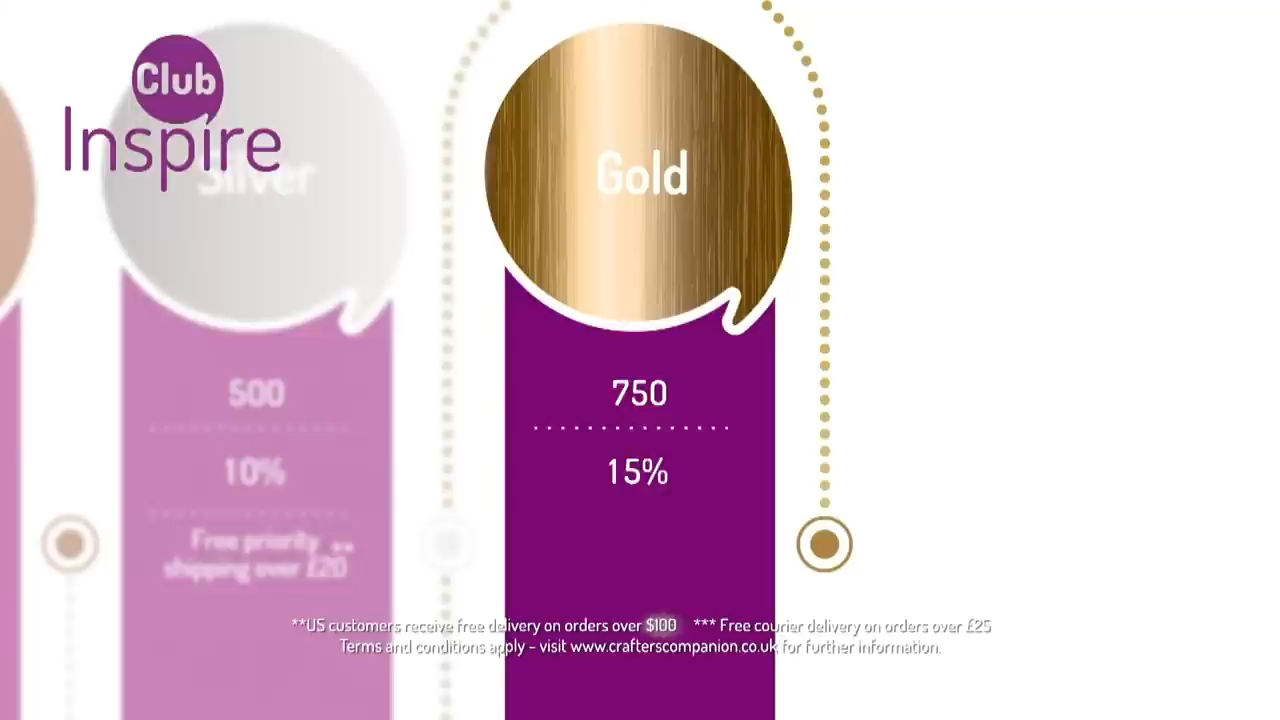 Club
Inspire
Silver
500
10%
Free priority **
shipping over £20
Gold
750
15%
**US customers receive free delivery on orders over $100 *** Free courier delivery on orders over £25
Terms and conditions apply - visit www.crafterscompanion.co.uk for further information.